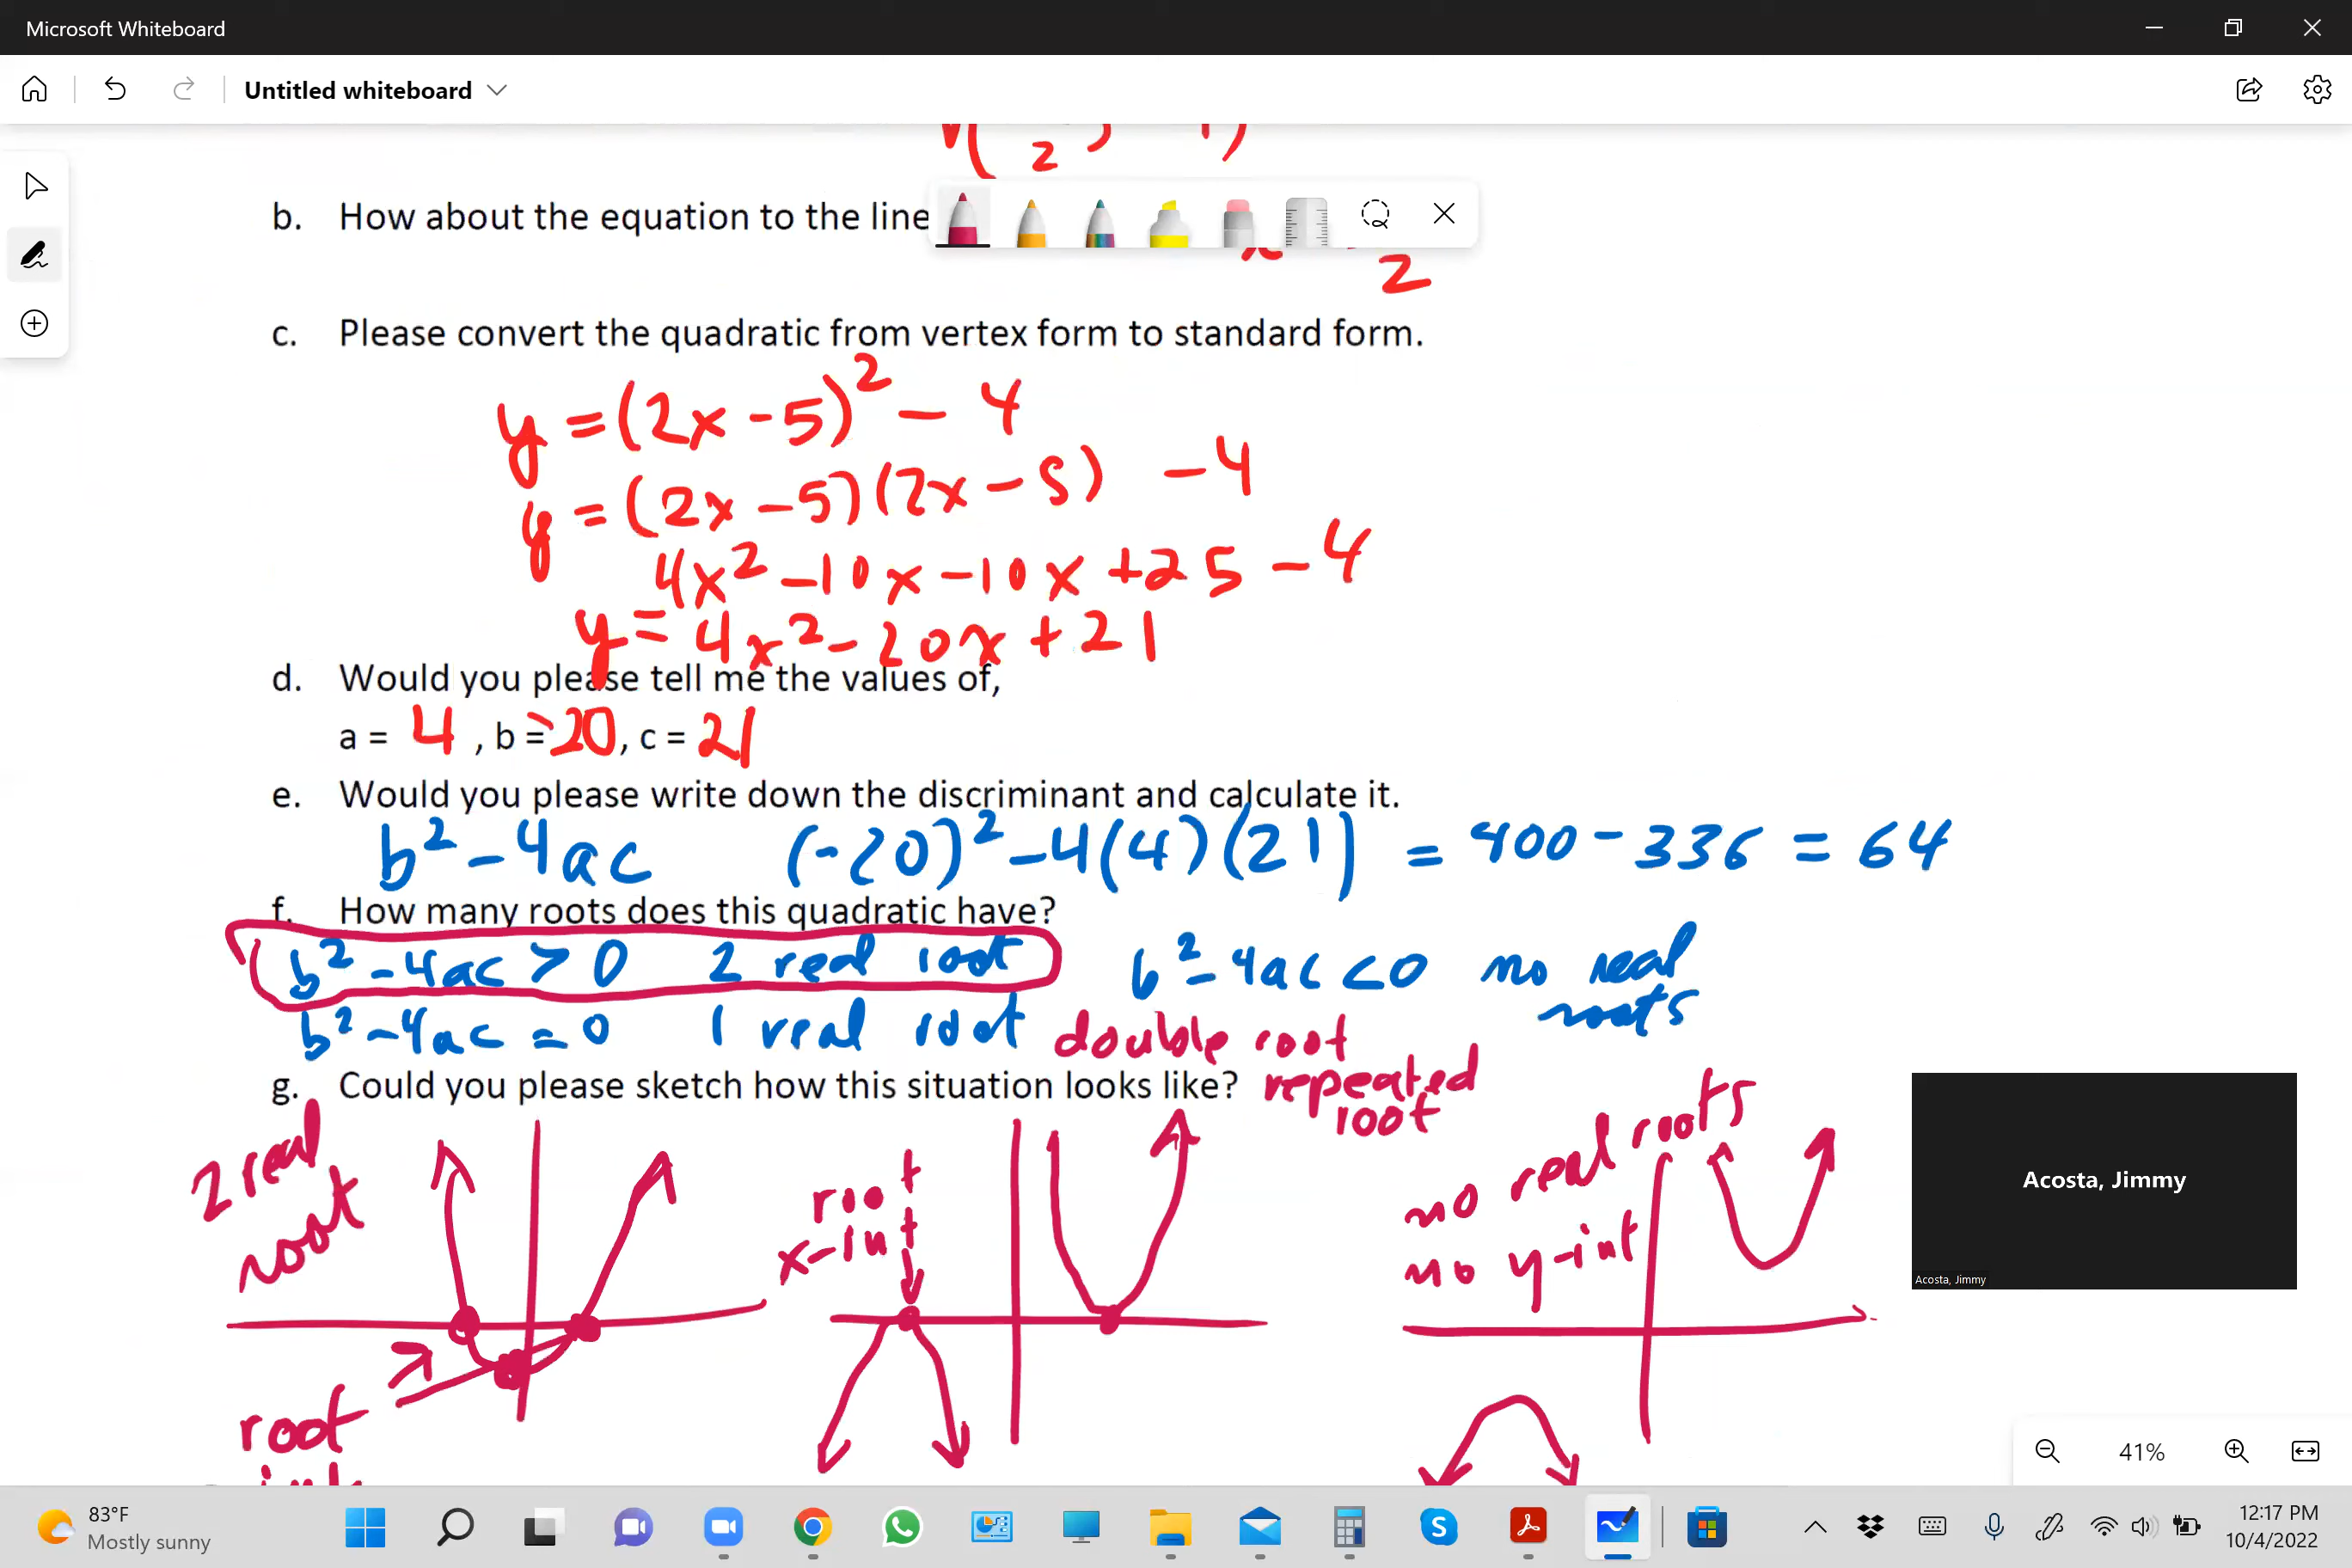 Microsoft Whiteboard
Untitled whiteboard
2
b. How about the equation to the line
2
c. Please convert the quadratic from vertex form to standard form.
y = (2x - 5)² - 4
y = (2x - 5)(2x - 5) - 4
4x² - 10x - 10x + 25 - 4
y = 4x² - 20x + 21
d. Would you please tell me the values of,
a = 4, b = -20, c = 21
e. Would you please write down the discriminant and calculate it.
b² - 4ac (-20)² - 4(4)(21) = 400 - 336 = 64
f. How many roots does this quadratic have?
b² - 4ac > 0 2 real root
b² - 4ac < 0 no real
roots
b² - 4ac = 0 1 real root double root
g. Could you please sketch how this situation looks like? repeated
root
2 real
root
root
x-int
no real roots
no y-int
root
Acosta, Jimmy
Acosta, Jimmy
41%
83°F
Mostly sunny
12:17 PM
10/4/2022